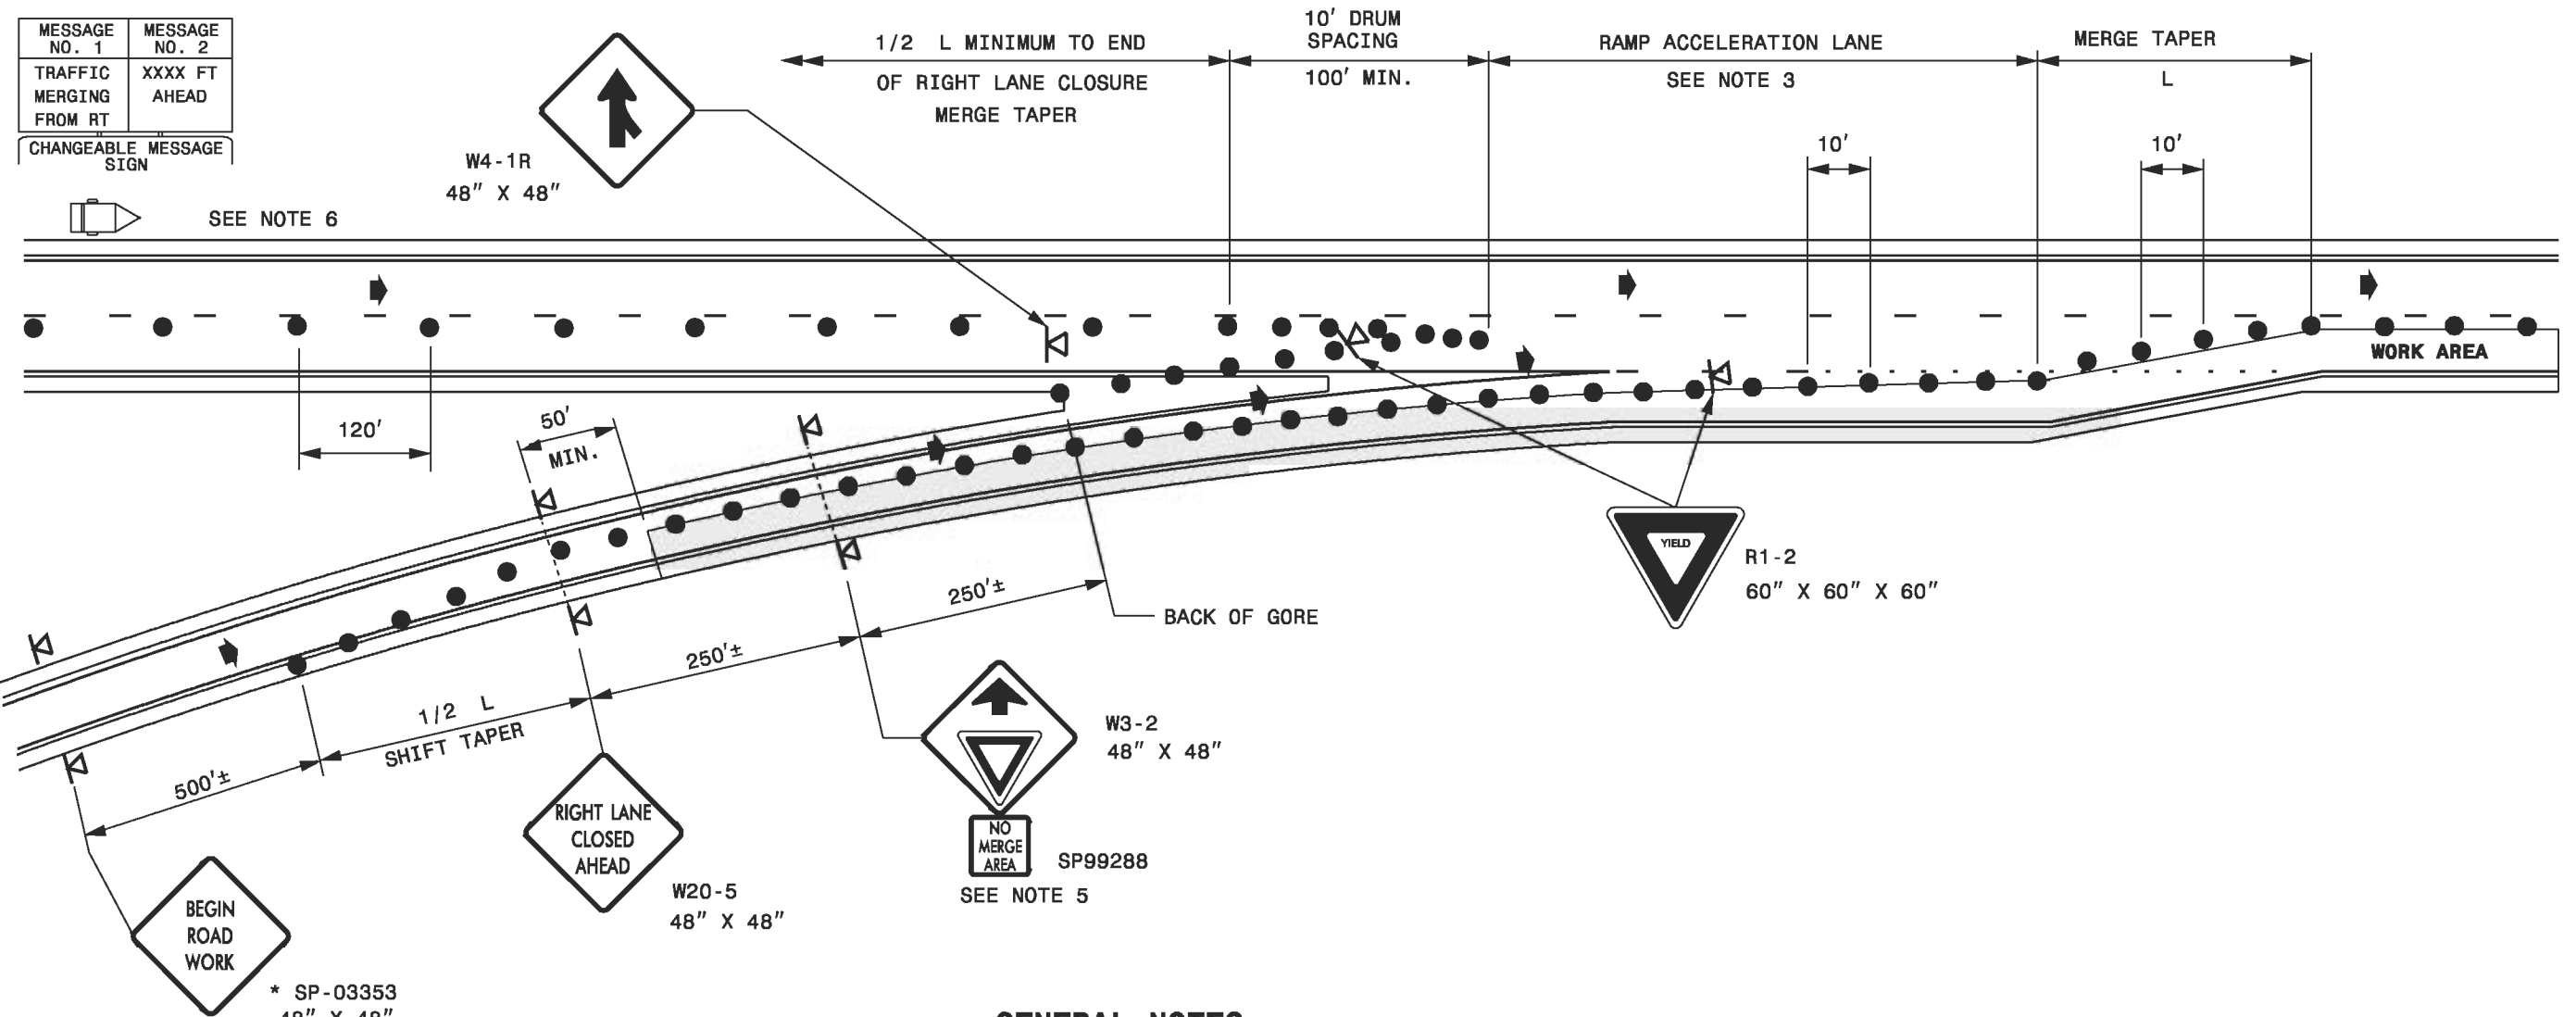 MESSAGE NO. 1
MESSAGE NO. 2
TRAFFIC MERGING FROM RT
XXXX FT AHEAD
CHANGEABLE MESSAGE
SIGN
SEE NOTE 6
W4-1R
48" X 48"
1/2 L MINIMUM TO END
OF RIGHT LANE CLOSURE
MERGE TAPER
10' DRUM
SPACING
100' MIN.
RAMP ACCELERATION LANE
SEE NOTE 3
MERGE TAPER
L
10'
10'
WORK AREA
120'
50'
MIN.
YIELD
R1-2
60" X 60" X 60"
250'±
BACK OF GORE
250'±
1/2 L
SHIFT TAPER
500'±
W3-2
48" X 48"
NO
MERGE
AREA
SP99288
SEE NOTE 5
RIGHT LANE
CLOSED
AHEAD
W20-5
48" X 48"
BEGIN
ROAD
WORK
* SP-03353
48" X 48"
GENERAL NOTES